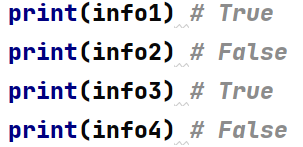 print(info1) # True
print(info2) # False
print(info3) # True
print(info4) # False